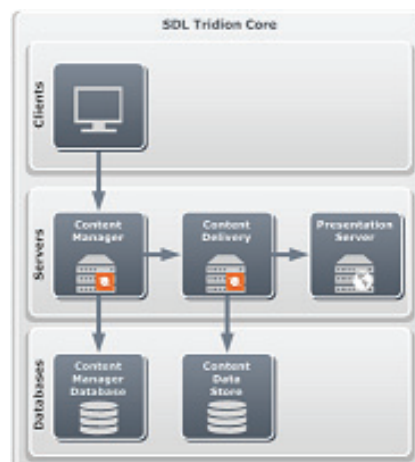 SDL Tridion Core
Clients
Servers
Content
Manager
Content
Delivery
Presentation
Server
Databases
Content
Manager
Database
Content
Data
Store